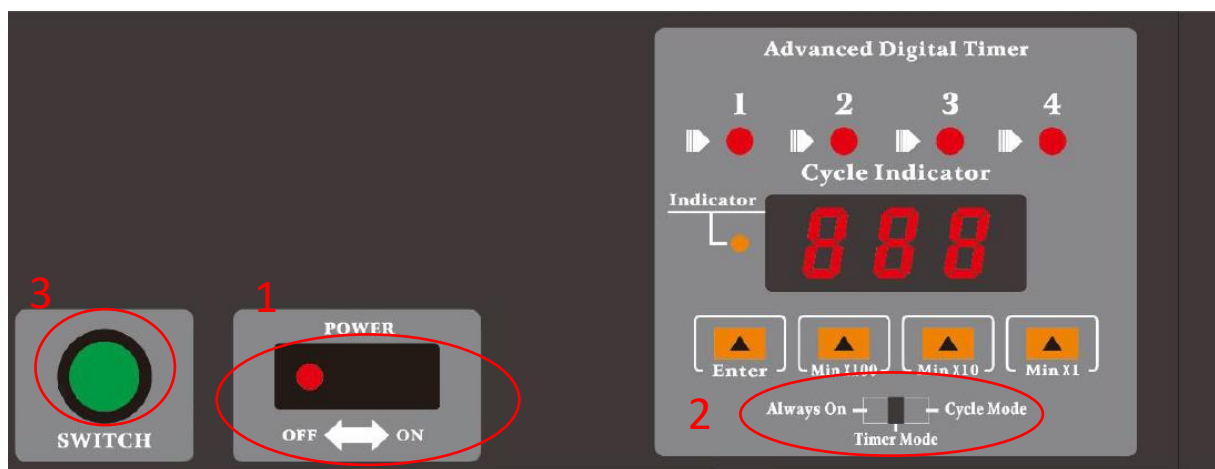 Advanced Digital Timer
1 2 3 4
Cycle Indicator
Indicator
888
3
1
POWER
Enter Min X100 Min X10 Min X1
2
Always On Cycle Mode
Timer Mode
OFF ON
SWITCH